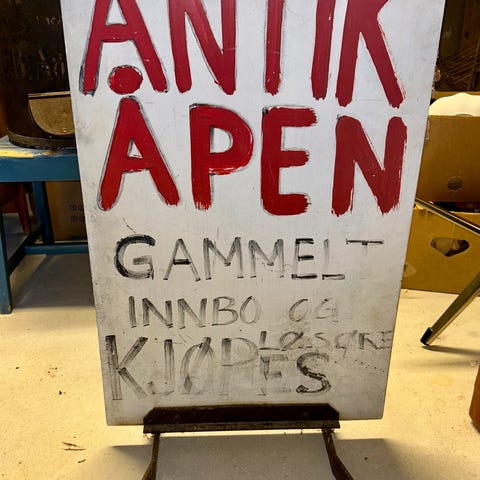 ANTIK
ÅPEN
GAMMELT
INNBO OG
LØSØRE
KJØPES